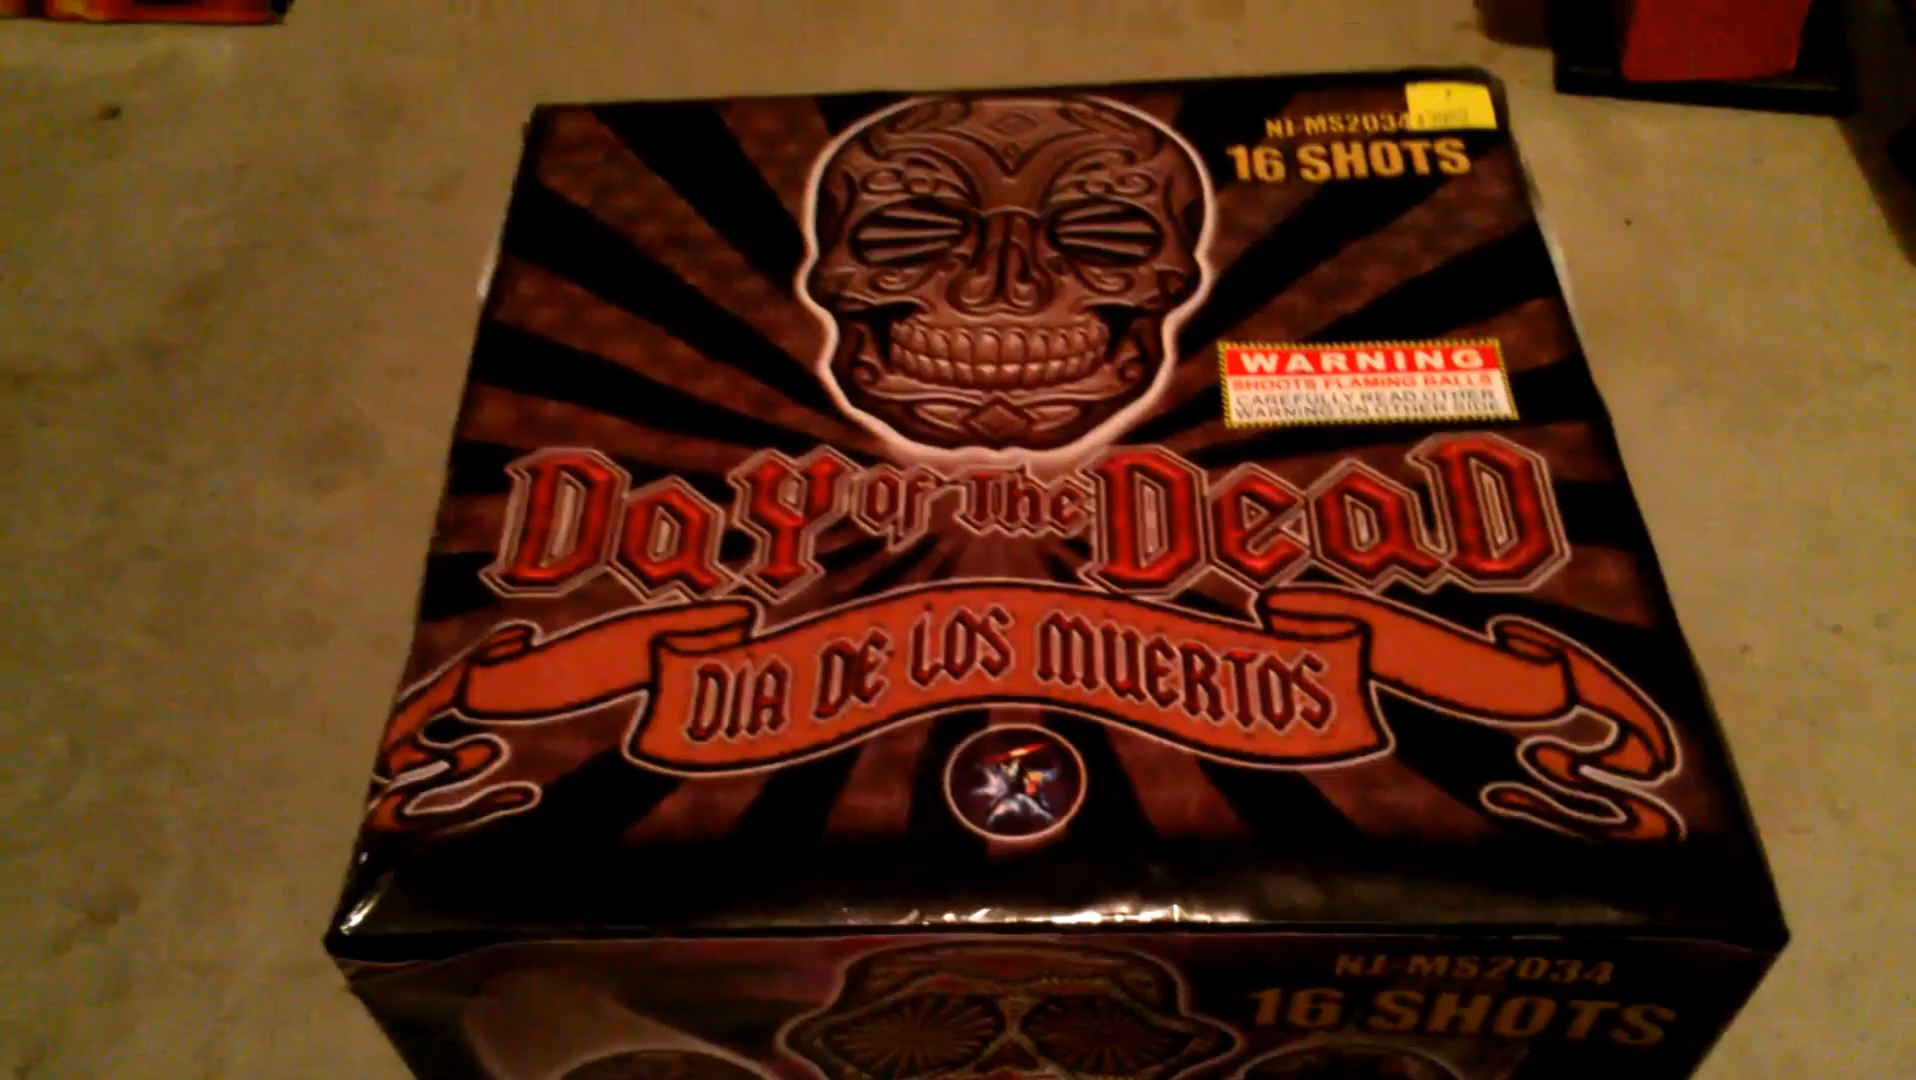 NJ-MS2034
16 SHOTS
WARNING
SHOOTS FLAMING BALLS
CAREFULLY READ OTHER
WARNING ON OTHER SIDE
Day of The Dead
DIA DE LOS MUERTOS
NJ-MS2034
16 SHOTS